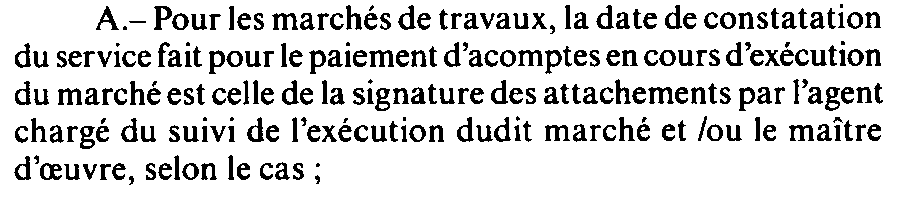 A.– Pour les marchés de travaux, la date de constatation
du service fait pour le paiement d'acomptes en cours d'exécution
du marché est celle de la signature des attachements par l'agent
chargé du suivi de l'exécution dudit marché et /ou le maître
d'œuvre, selon le cas ;